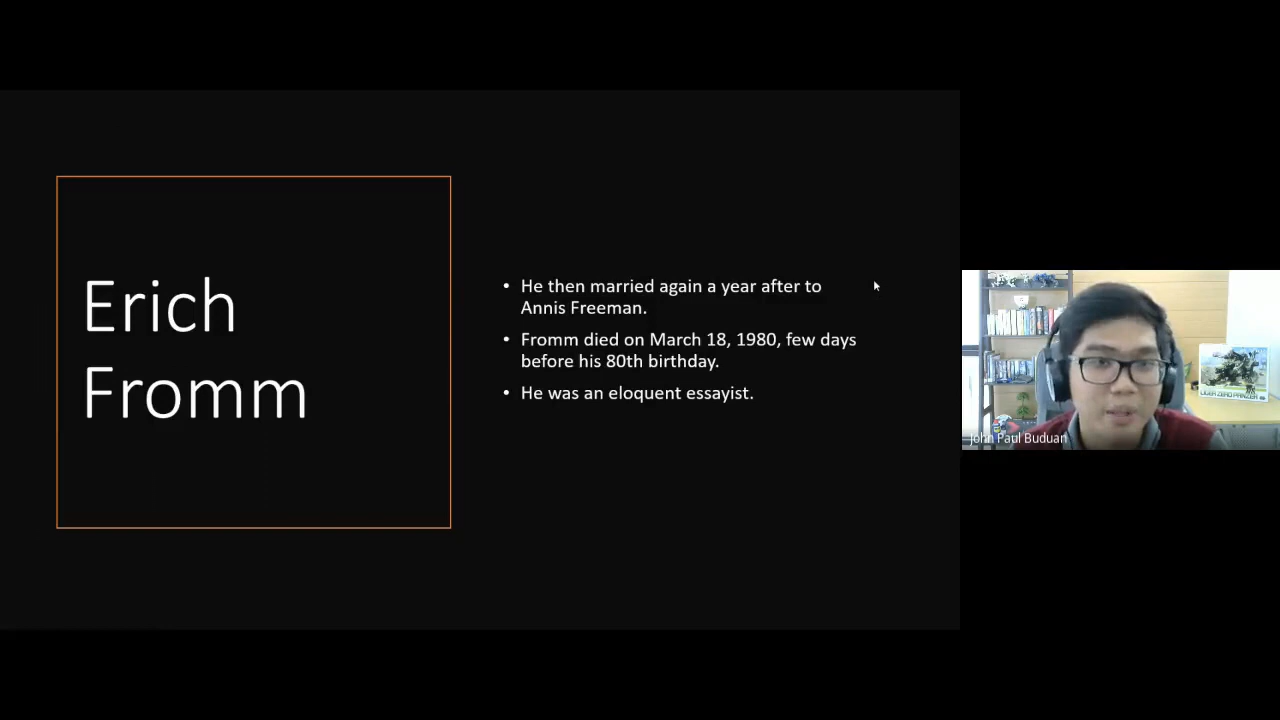 Erich
Fromm
• He then married again a year after to
Annis Freeman.
• Fromm died on March 18, 1980, few days
before his 80th birthday.
• He was an eloquent essayist.
John Paul Buduan